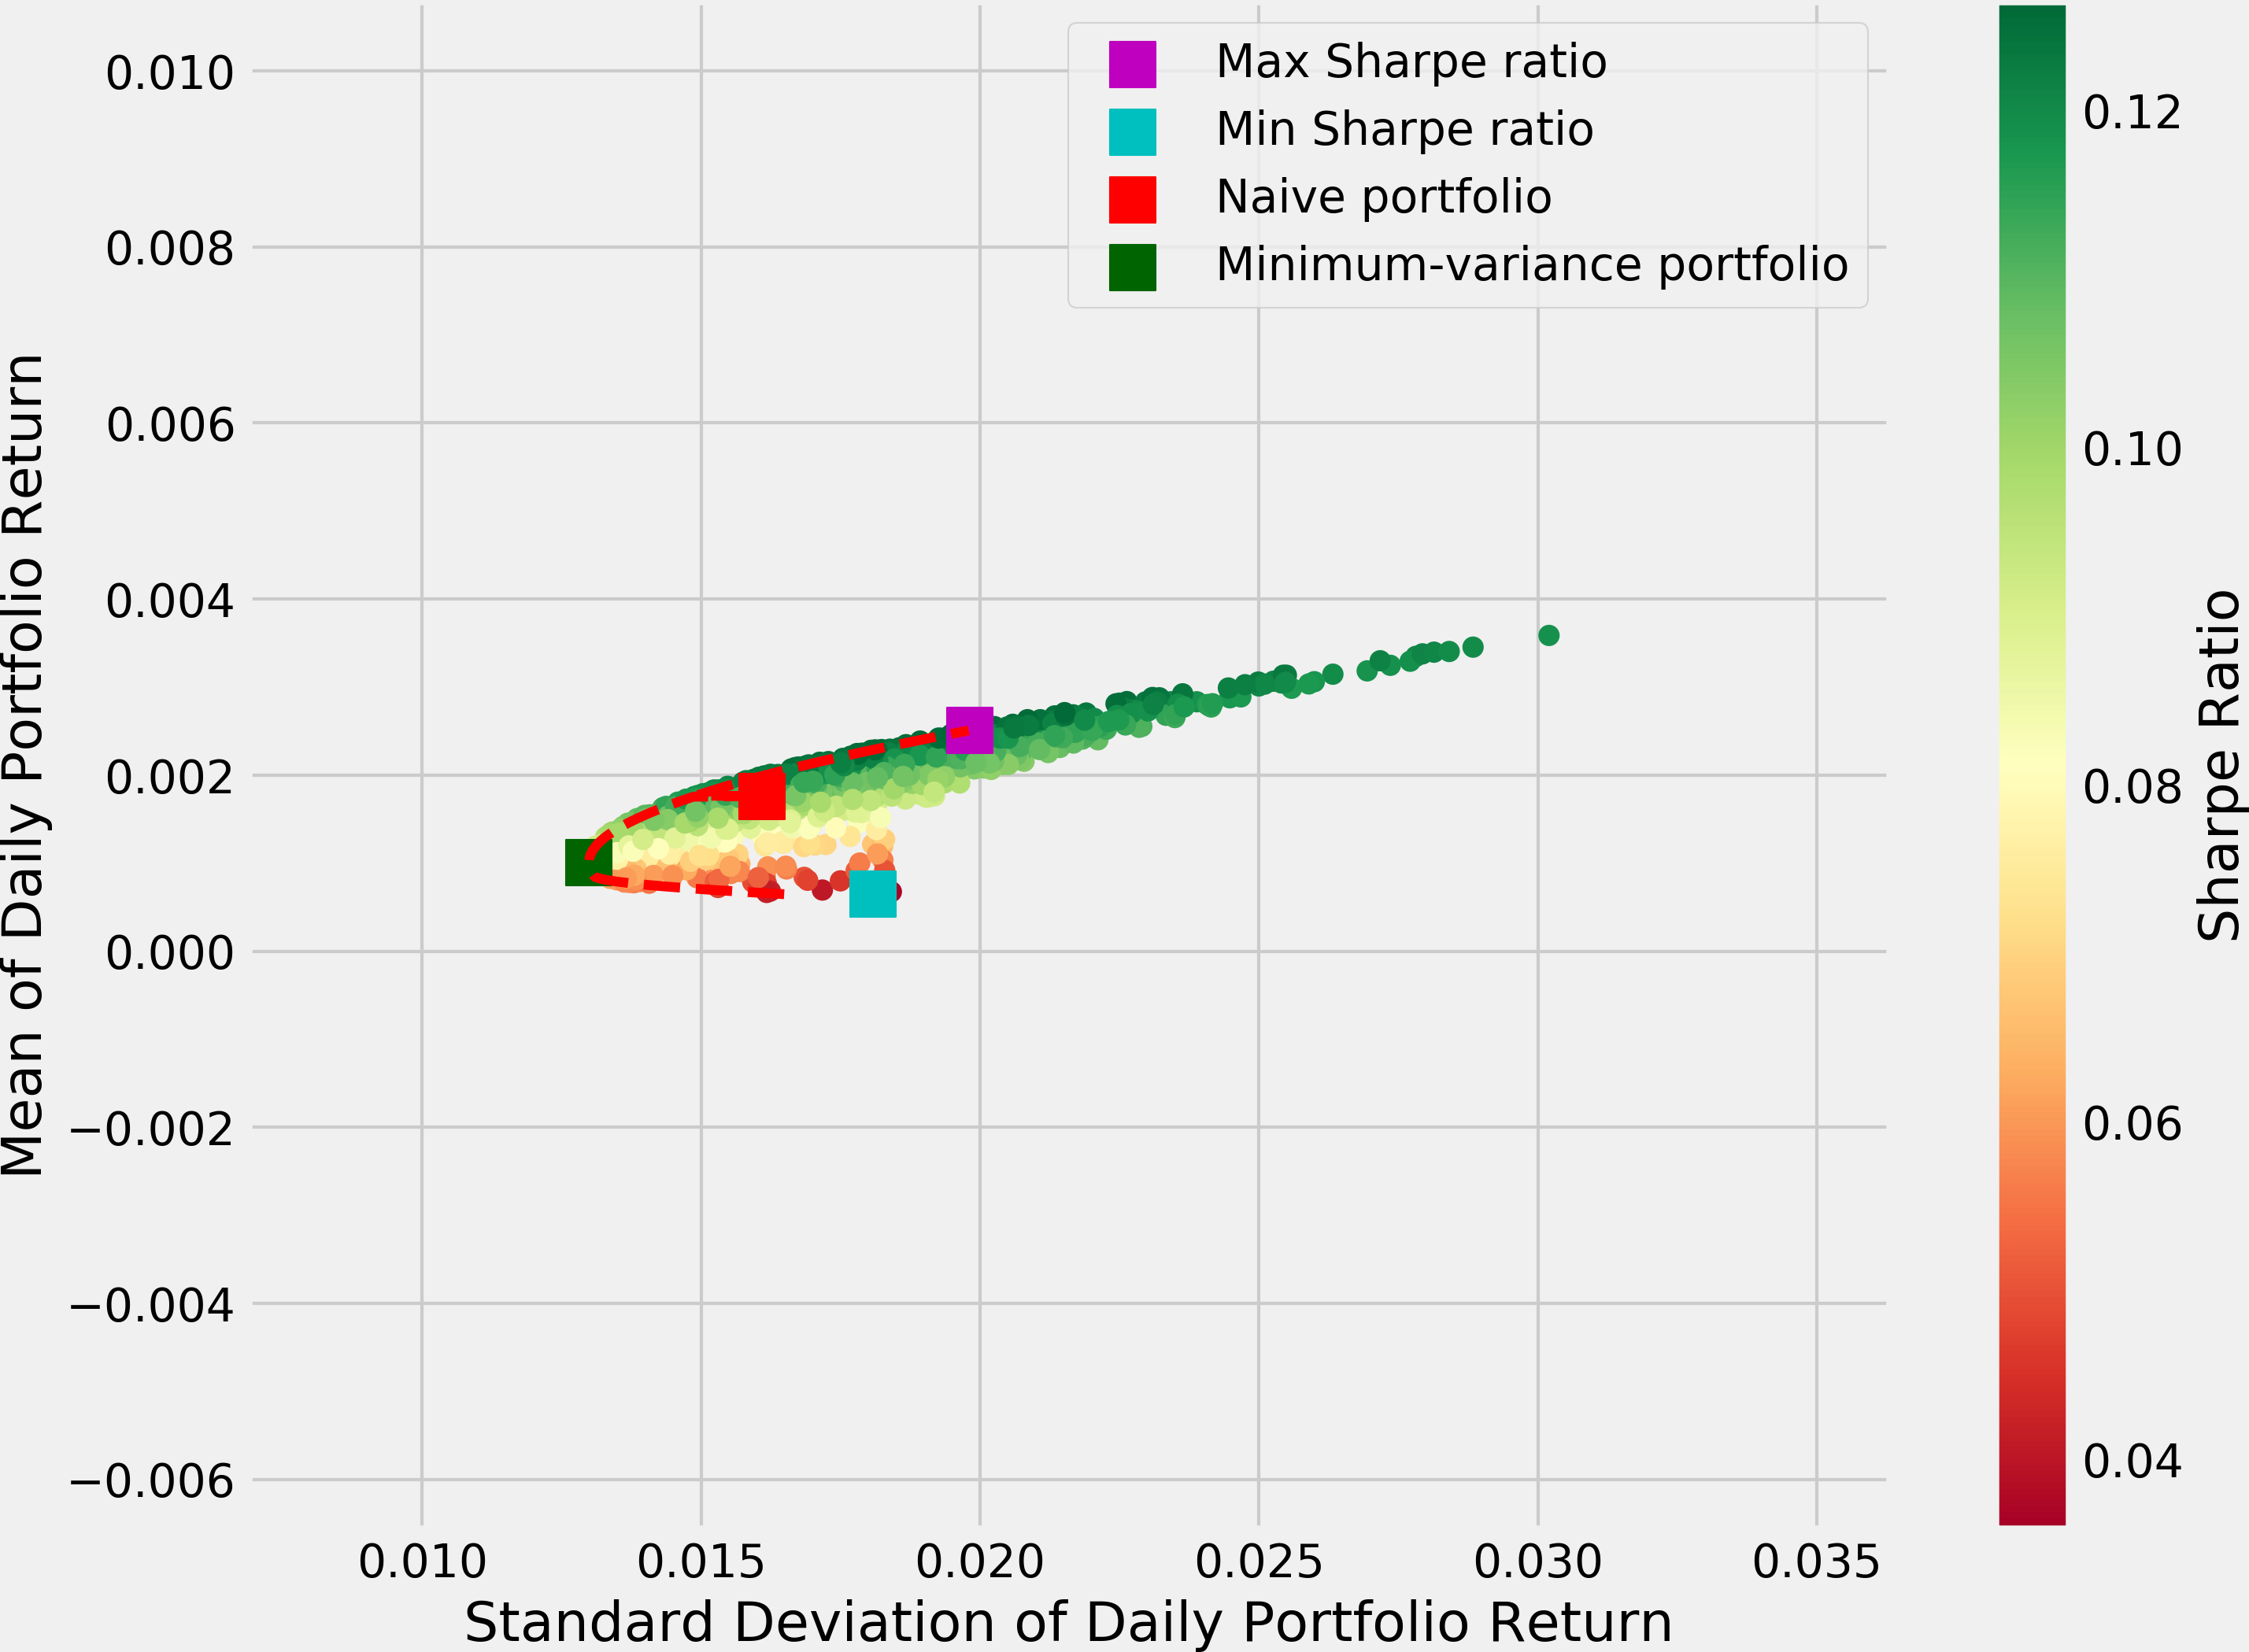 Max Sharpe ratio
Min Sharpe ratio
Naive portfolio
Minimum-variance portfolio
Mean of Daily Portfolio Return
0.010
0.008
0.006
0.004
0.002
0.000
−0.002
−0.004
−0.006
0.010
0.015
0.020
0.025
0.030
0.035
Standard Deviation of Daily Portfolio Return
0.12
0.10
0.08
0.06
0.04
Sharpe Ratio